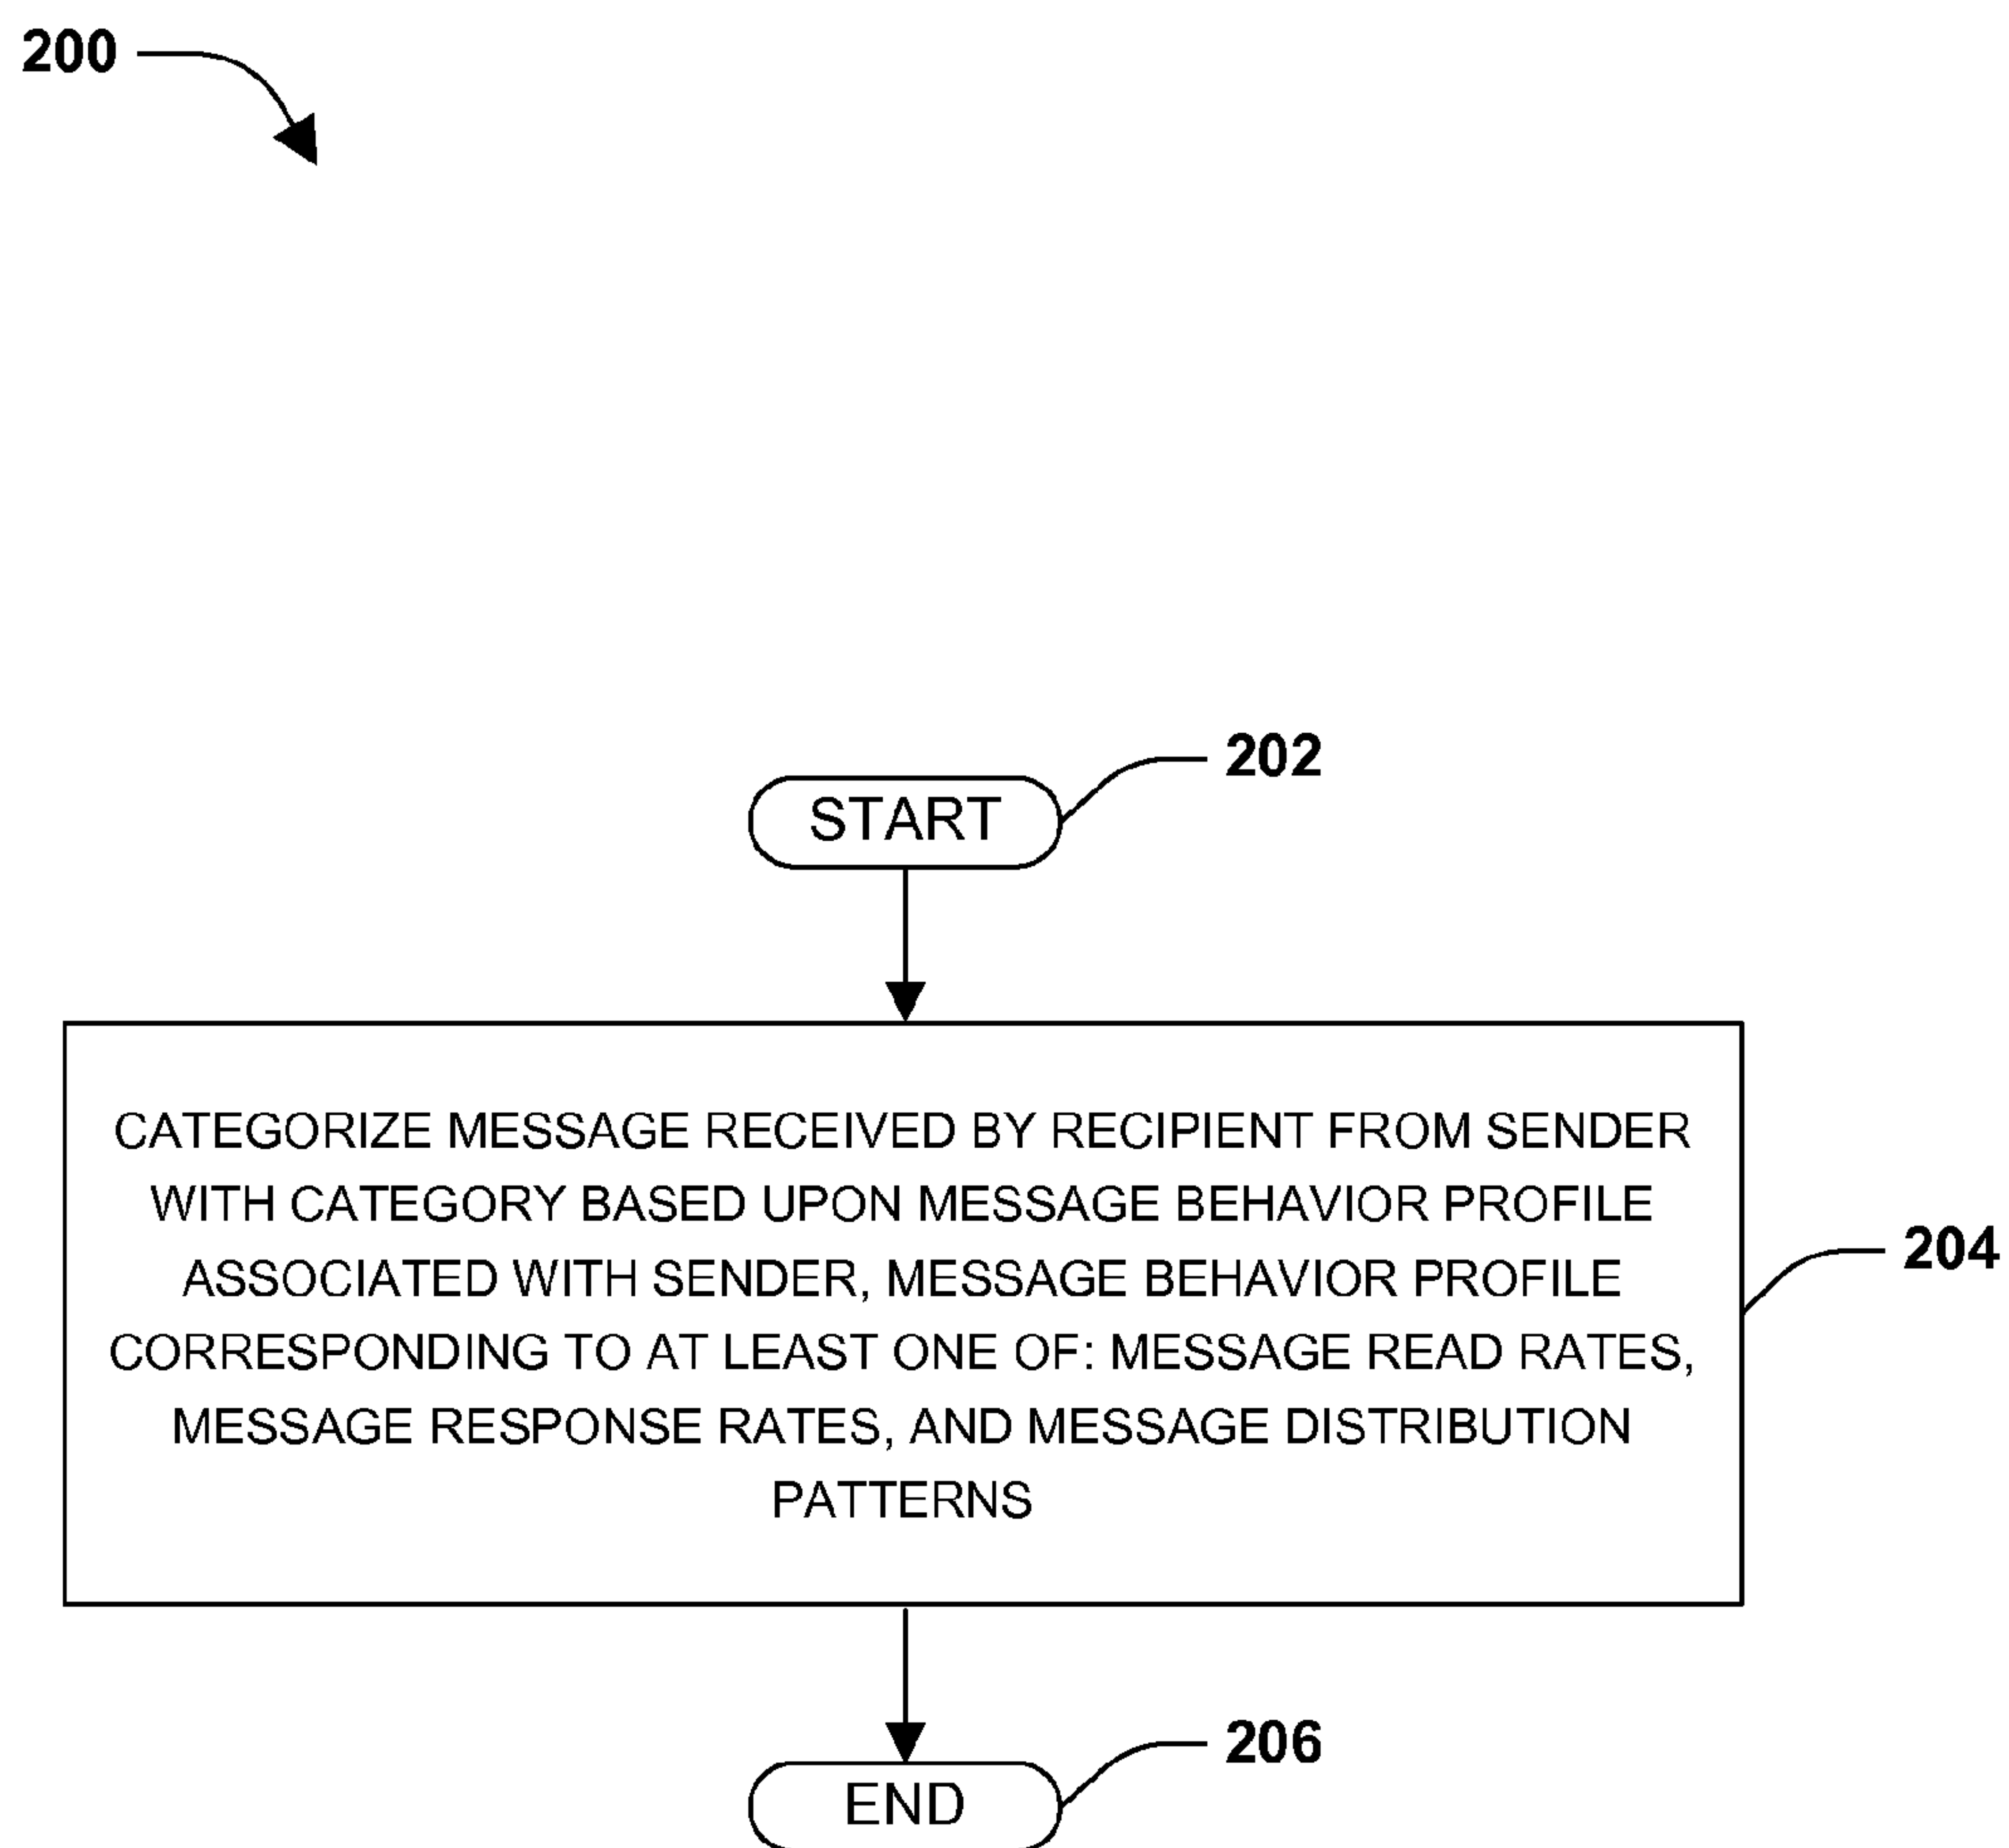 200
202
START
CATEGORIZE MESSAGE RECEIVED BY RECIPIENT FROM SENDER
WITH CATEGORY BASED UPON MESSAGE BEHAVIOR PROFILE
ASSOCIATED WITH SENDER, MESSAGE BEHAVIOR PROFILE
CORRESPONDING TO AT LEAST ONE OF: MESSAGE READ RATES,
MESSAGE RESPONSE RATES, AND MESSAGE DISTRIBUTION
PATTERNS
204
206
END